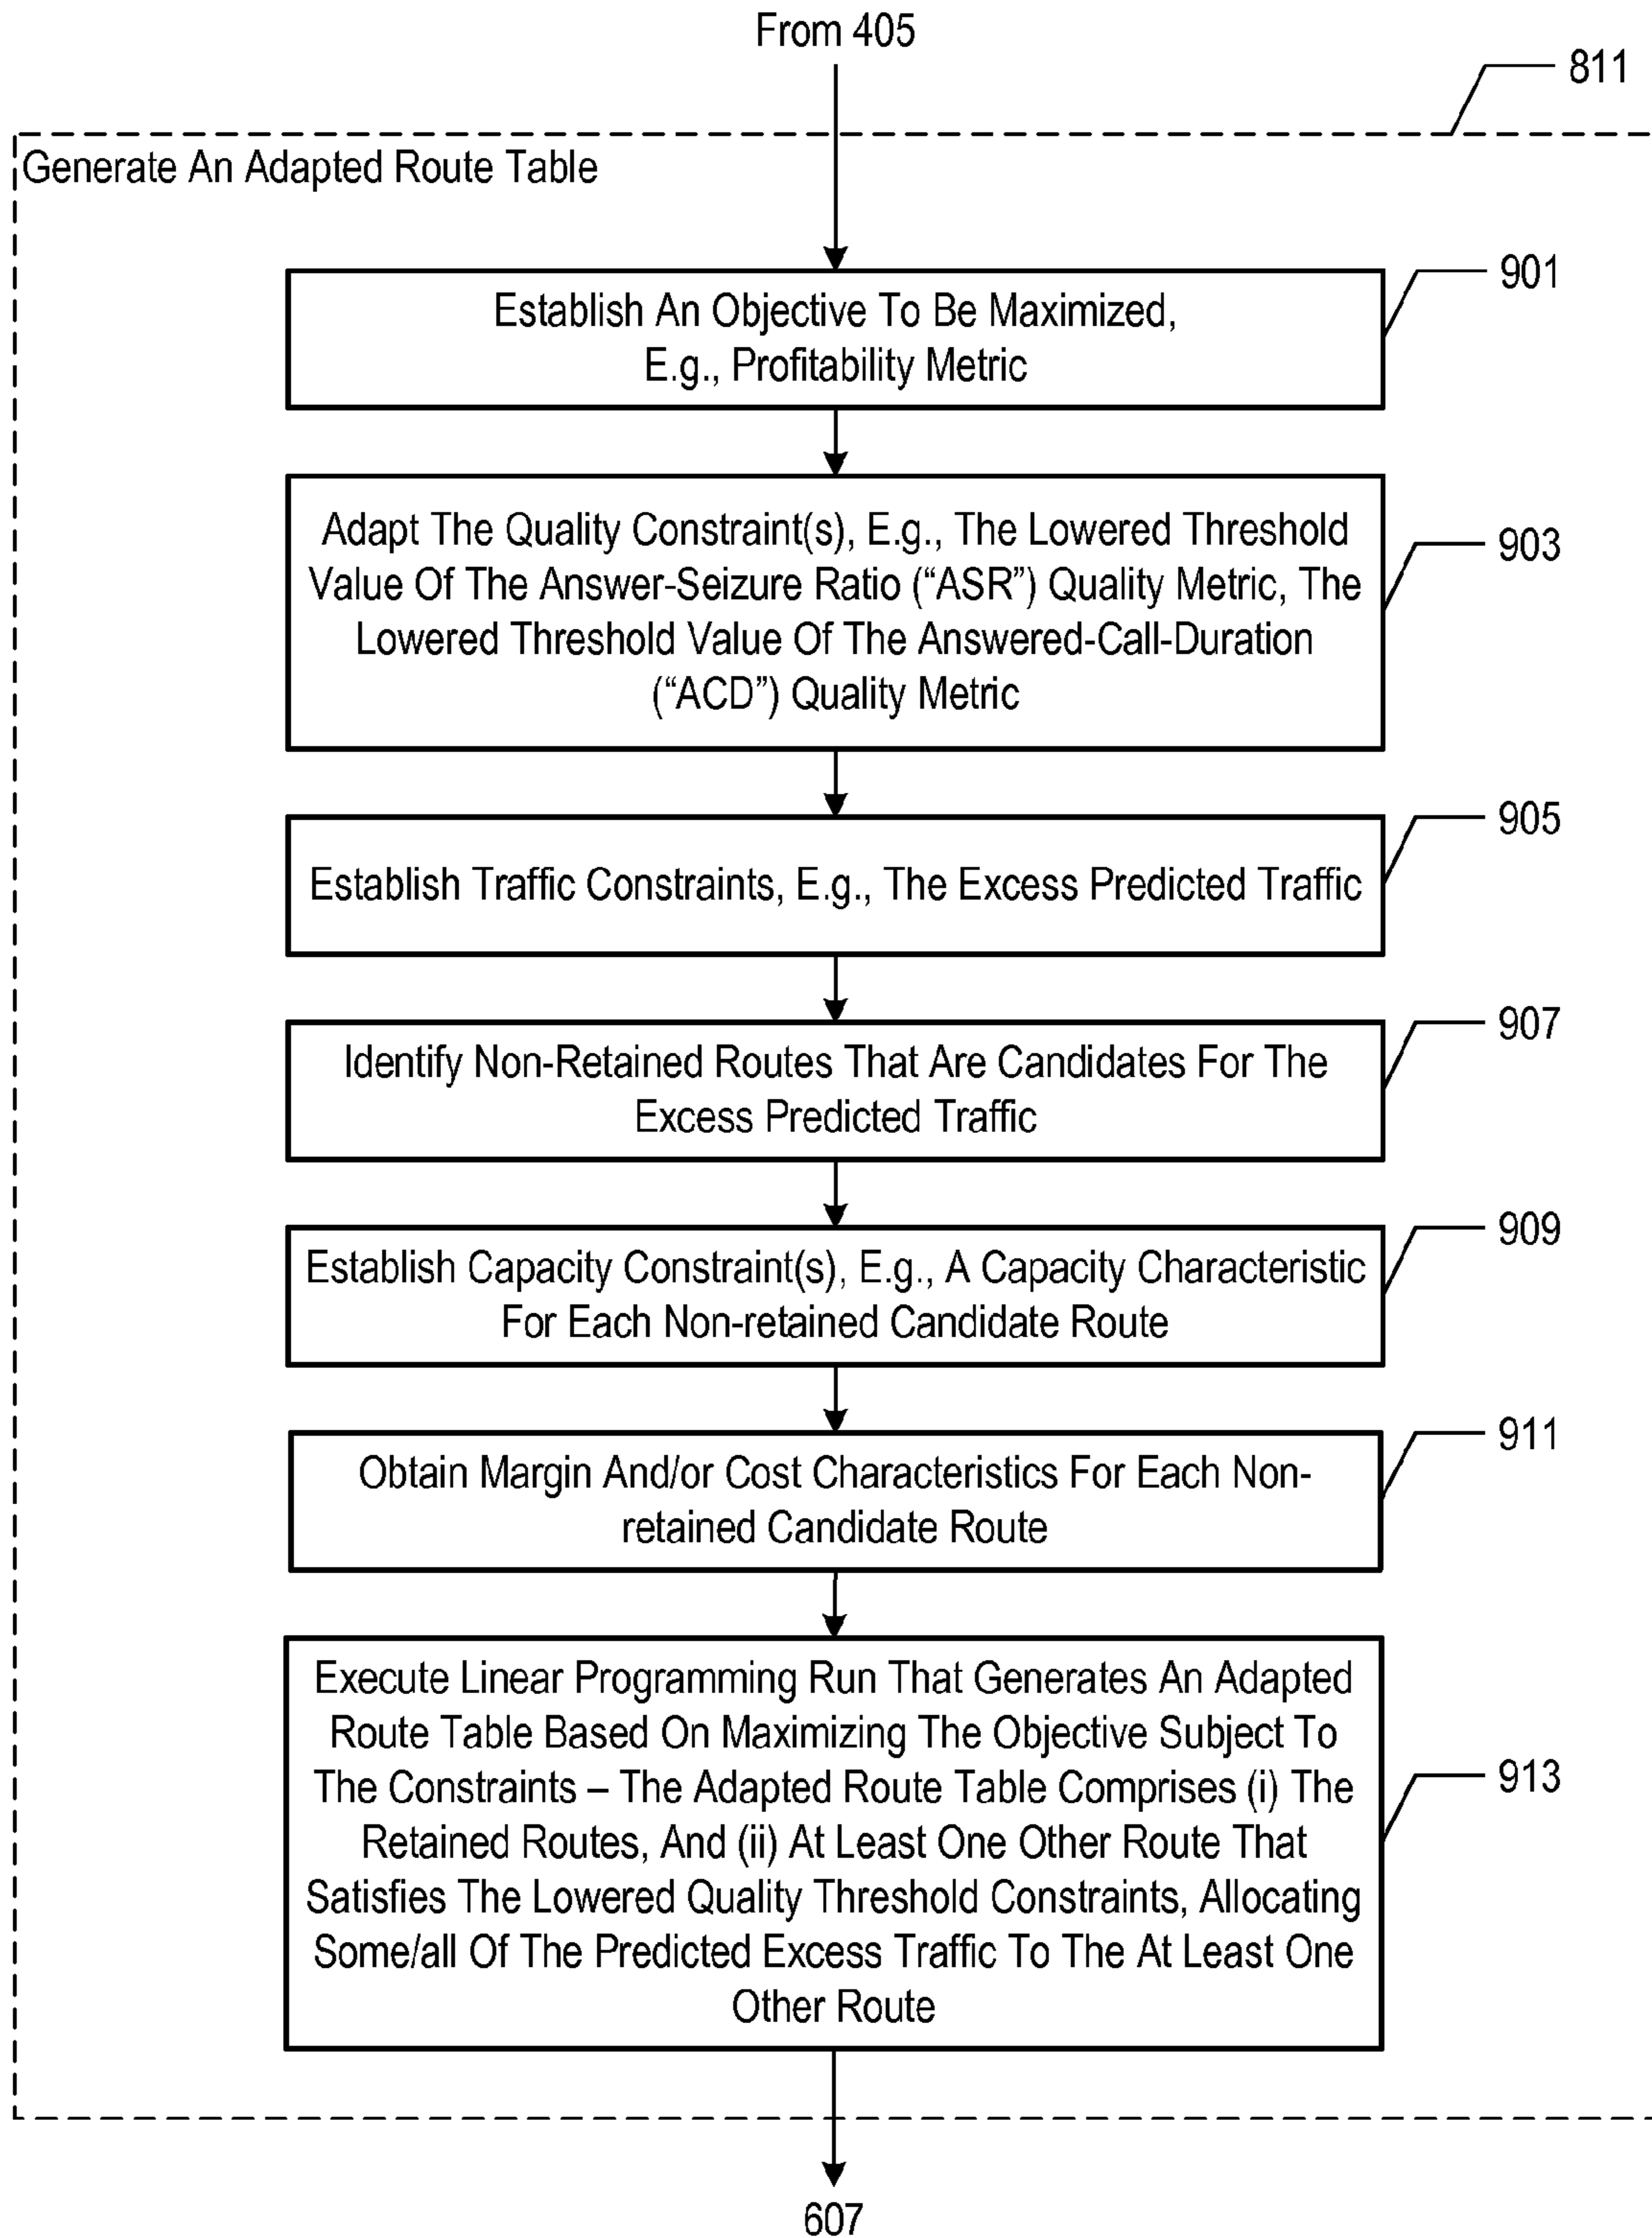 From 405
811
Generate An Adapted Route Table
901
Establish An Objective To Be Maximized,
E.g., Profitability Metric
903
Adapt The Quality Constraint(s), E.g., The Lowered Threshold
Value Of The Answer-Seizure Ratio (“ASR”) Quality Metric, The
Lowered Threshold Value Of The Answered-Call-Duration
(“ACD”) Quality Metric
905
Establish Traffic Constraints, E.g., The Excess Predicted Traffic
907
Identify Non-Retained Routes That Are Candidates For The
Excess Predicted Traffic
909
Establish Capacity Constraint(s), E.g., A Capacity Characteristic
For Each Non-retained Candidate Route
911
Obtain Margin And/or Cost Characteristics For Each Non-
retained Candidate Route
913
Execute Linear Programming Run That Generates An Adapted
Route Table Based On Maximizing The Objective Subject To
The Constraints – The Adapted Route Table Comprises (i) The
Retained Routes, And (ii) At Least One Other Route That
Satisfies The Lowered Quality Threshold Constraints, Allocating
Some/all Of The Predicted Excess Traffic To The At Least One
Other Route
607